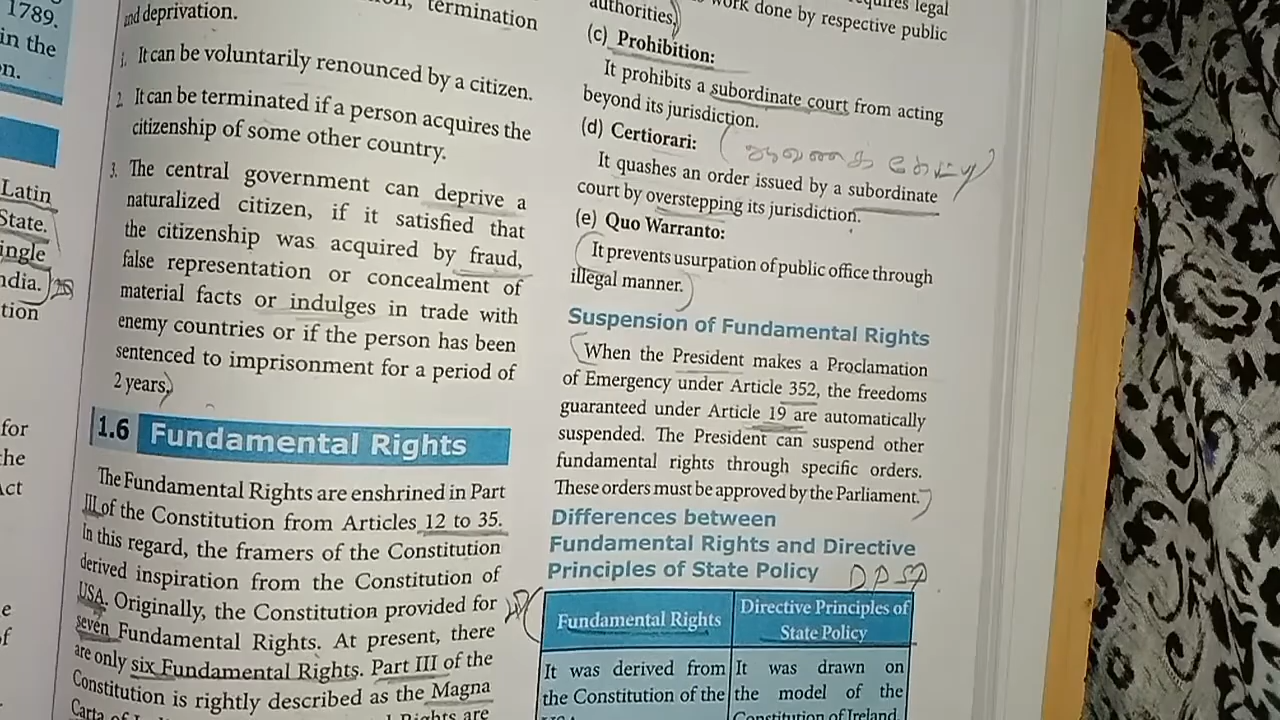 1789.
in the
Latin
State.
ingle
tion
for
the
e
of
termination
and deprivation.
1. It can be voluntarily renounced by a citizen.
2. It can be terminated if a person acquires the
citizenship of some other country.
3. The central government can deprive a
naturalized citizen, if it satisfied that
the citizenship was acquired by fraud,
false representation or concealment of
material facts or indulges in trade with
enemy countries or if the person has been
sentenced to imprisonment for a period of
2 years.
1.6 Fundamental Rights
The Fundamental Rights are enshrined in Part
III of the Constitution from Articles 12 to 35.
In this regard, the framers of the Constitution
derived inspiration from the Constitution of
USA. Originally, the Constitution provided for
seven Fundamental Rights. At present, there
are only six Fundamental Rights. Part III of the
Constitution is rightly described as the Magna
Carta of
Rights are
legal
work done by respective public
authorities.
(c) Prohibition:
It prohibits a subordinate court from acting
beyond its jurisdiction.
(d) Certiorari:
It quashes an order issued by a subordinate
court by overstepping its jurisdiction.
(e) Quo Warranto:
It prevents usurpation of public office through
illegal manner.
Suspension of Fundamental Rights
When the President makes a Proclamation
of Emergency under Article 352, the freedoms
guaranteed under Article 19 are automatically
suspended. The President can suspend other
fundamental rights through specific orders.
These orders must be approved by the Parliament.
Differences between
Fundamental Rights and Directive
Principles of State Policy DPSP
Fundamental Rights
Directive Principles of
State Policy
It was derived from
the Constitution of the
It was drawn on
the model of the
Constitution of Ireland.